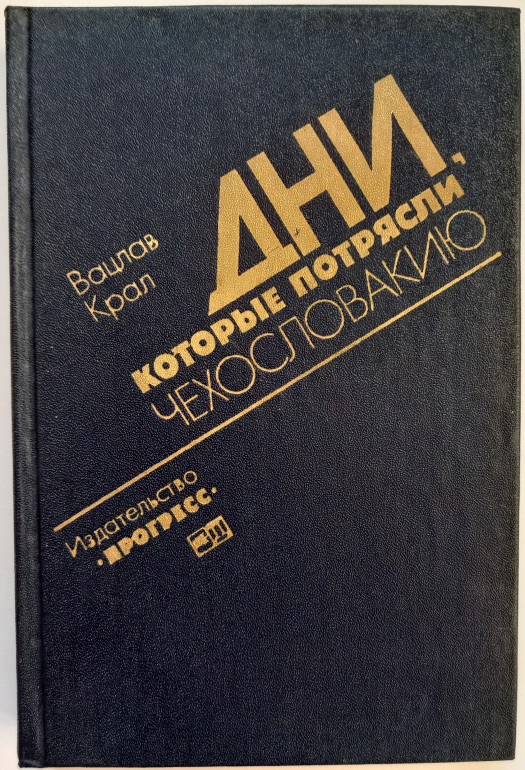 Вацлав
Крал
ДНИ,
КОТОРЫЕ ПОТРЯСЛИ
ЧЕХОСЛОВАКИЮ
Издательство
·ПРОГРЕСС·